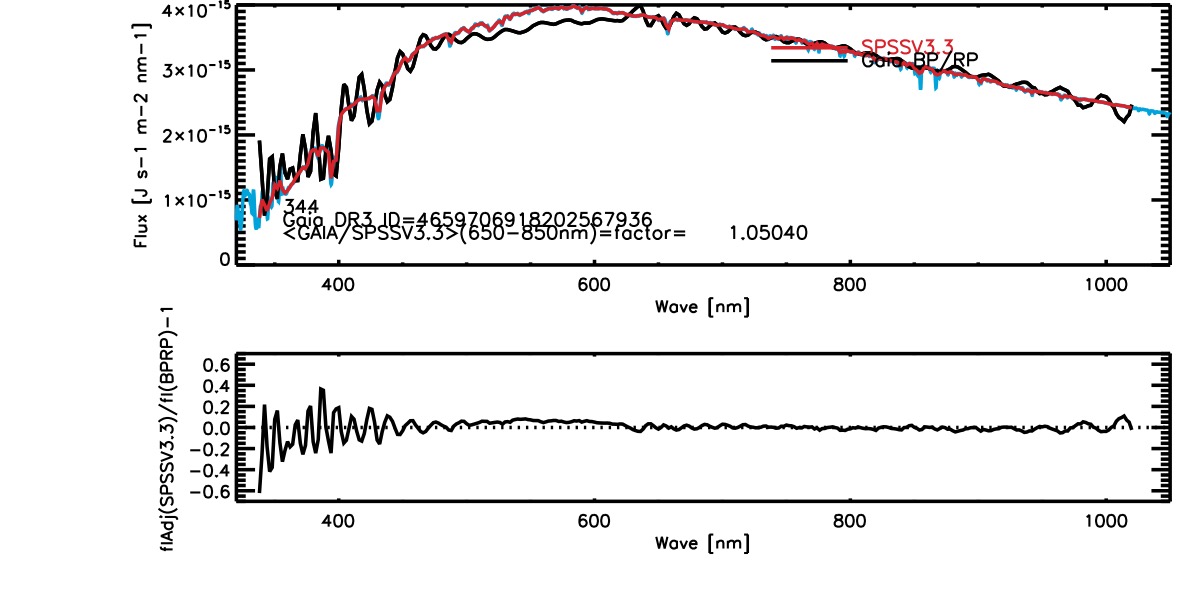 4×10−15
3×10−15
2×10−15
1×10−15
0
Flux [J s−1 m−2 nm−1]
SPSSV3.3
Gaia BP/RP
344
Gaia DR3 ID=4659706918202567936
<GAIA/SPSSV3.3>(650−850nm)=factor= 1.05040
400 600 800 1000
Wave [nm]
0.6
0.4
0.2
0.0
−0.2
−0.4
−0.6
flAdj(SPSSV3.3)/fl(BPRP)−1
400 600 800 1000
Wave [nm]